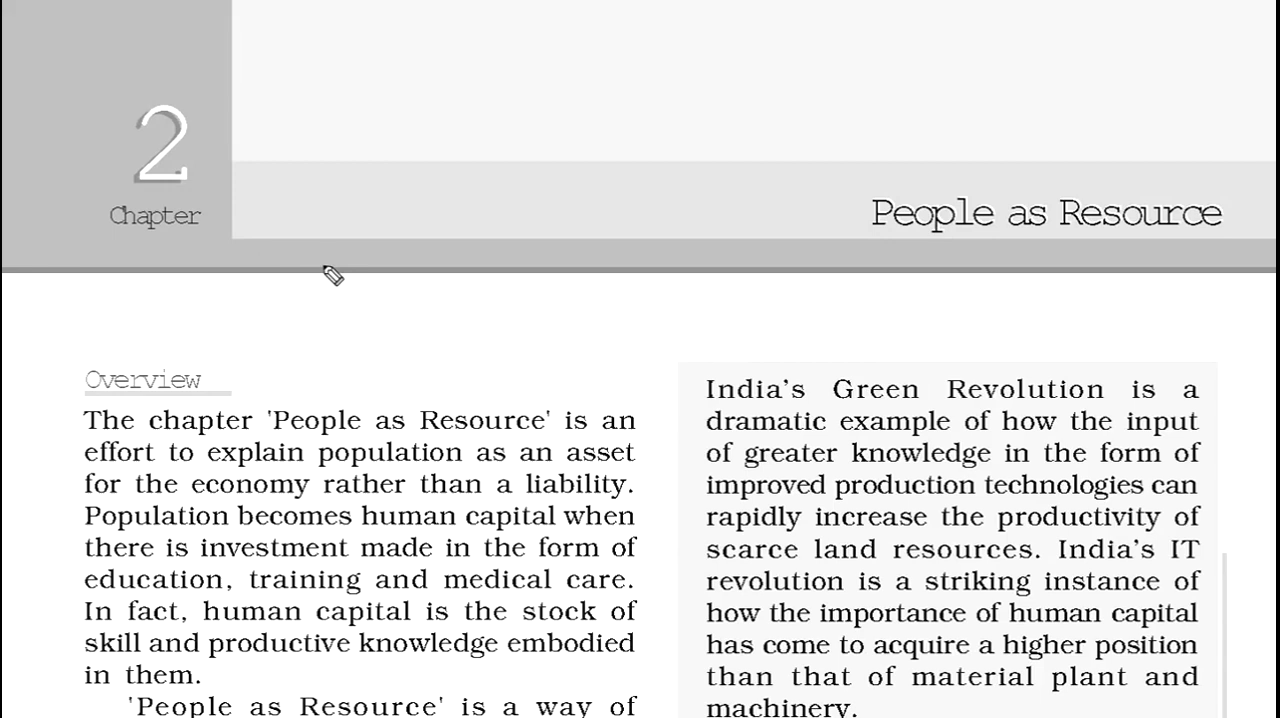 2
Chapter
People as Resource
Overview
The chapter 'People as Resource' is an
effort to explain population as an asset
for the economy rather than a liability.
Population becomes human capital when
there is investment made in the form of
education, training and medical care.
In fact, human capital is the stock of
skill and productive knowledge embodied
in them.
'People as Resource' is a way of
India's Green Revolution is a
dramatic example of how the input
of greater knowledge in the form of
improved production technologies can
rapidly increase the productivity of
scarce land resources. India's IT
revolution is a striking instance of
how the importance of human capital
has come to acquire a higher position
than that of material plant and
machinery.